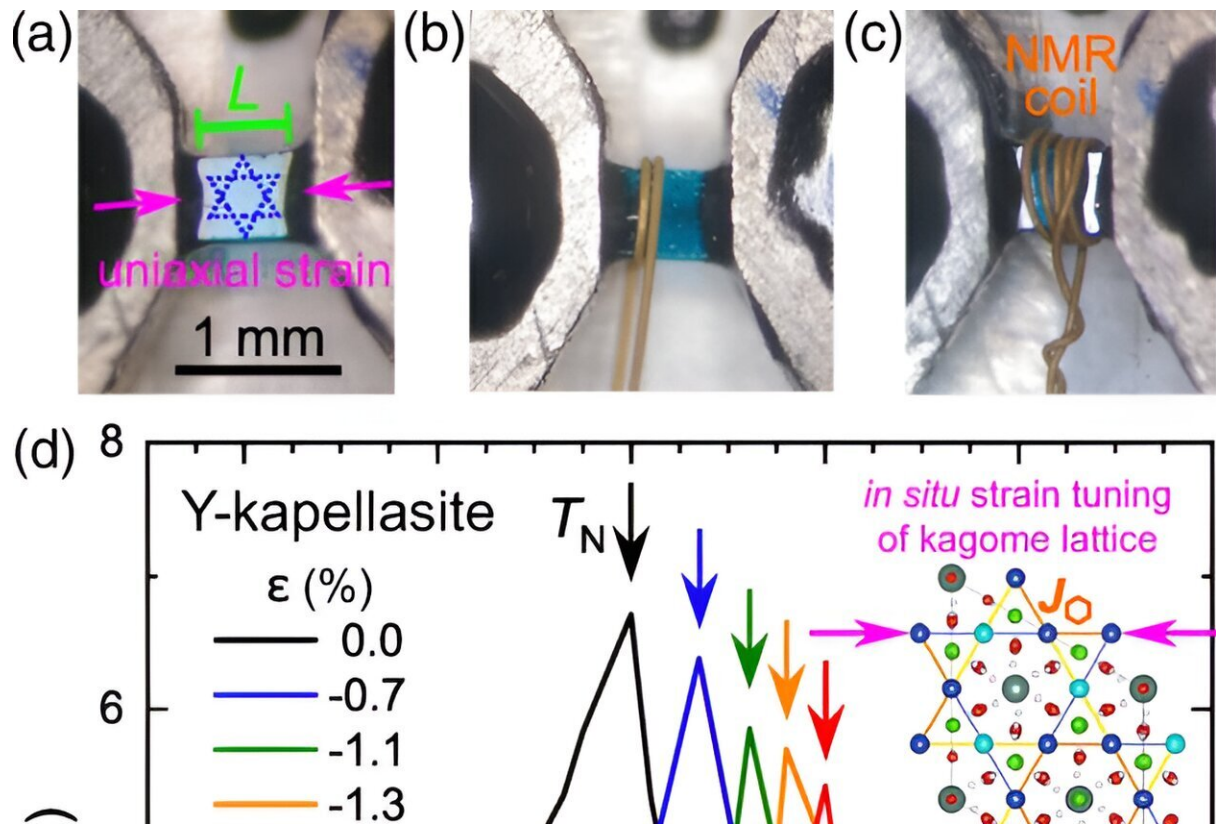 (a)
L
uniaxial strain
1 mm
(b)
(c)
NMR
coil
(d)
8
6
Y-kapellasite
ε (%)
0.0
-0.7
-1.1
-1.3
T_N
in situ strain tuning
of kagome lattice
J